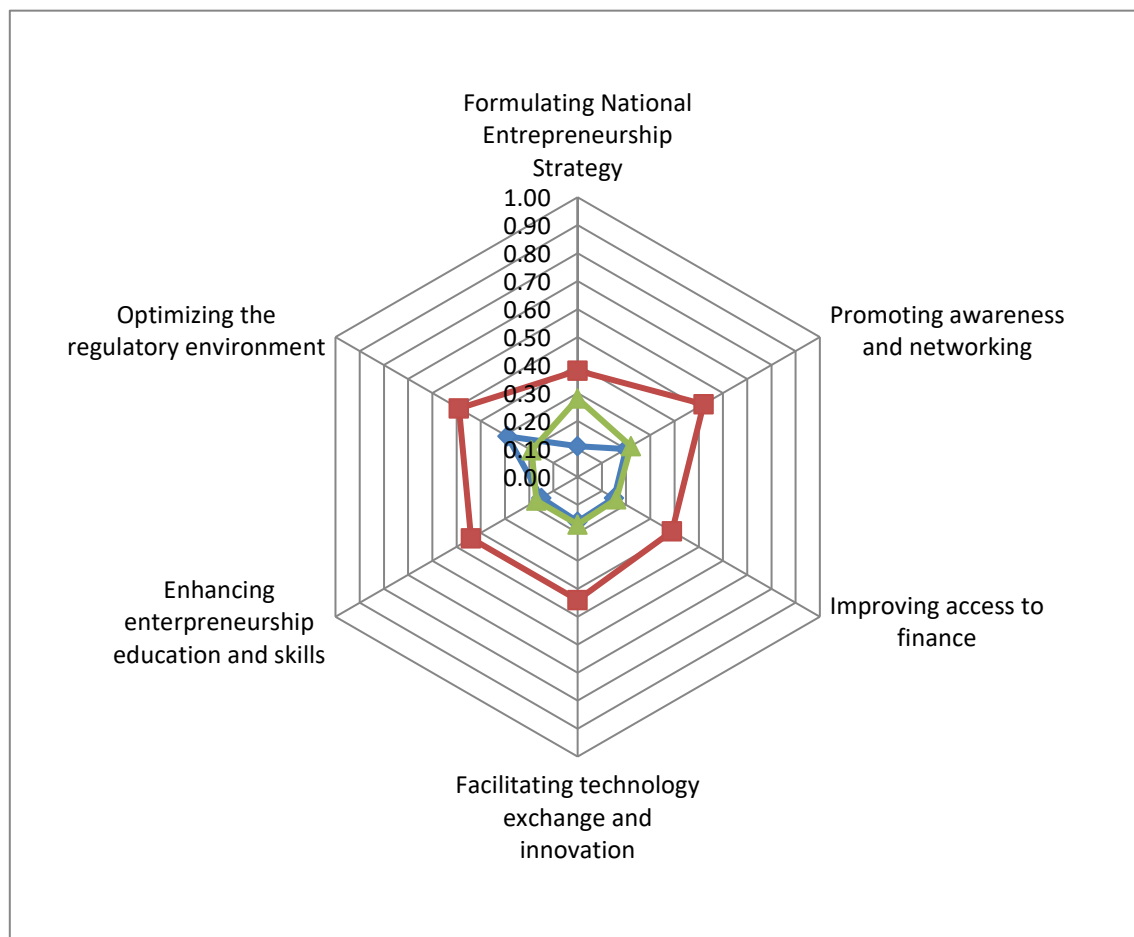 Formulating National
Entrepreneurship
Strategy
1.00
0.90
0.80
0.70
0.60
0.50
0.40
0.30
0.20
0.10
0.00
Promoting awareness
and networking
Improving access to
finance
Facilitating technology
exchange and
innovation
Enhancing
enterpreneurship
education and skills
Optimizing the
regulatory environment